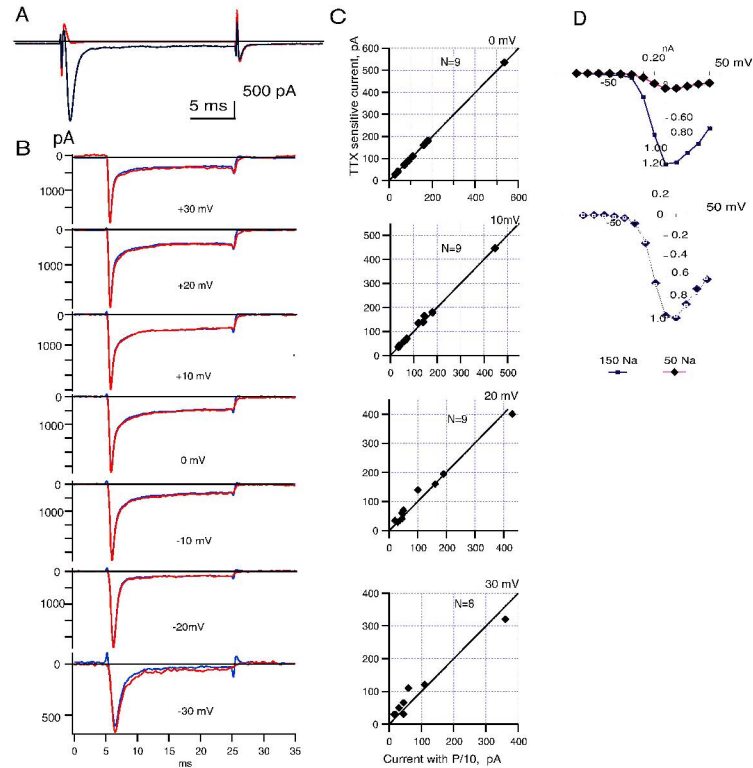 A
5 ms
500 pA
B
pA
0
1000
+30 mV
0
1000
+20 mV
0
1000
+10 mV
0
1000
0 mV
0
1000
-10 mV
0
1000
-20mV
0
500
-30 mV
0 5 10 15 20 25 30 35
ms
C
TTX sensitive current, pA
600
500
400
300
200
100
0
0 mV
N=9
0 100 200 300 400 500 600
500
400
300
200
100
0
10mV
N=9
0 100 200 300 400 500
400
300
200
100
0
20 mV
N=9
0 100 200 300 400
400
300
200
100
0
30 mV
N=8
0 100 200 300 400
Current with P/10, pA
D
nA
0.20
50 mV
-50
-0.60
0.80
1.00
1.20
0.2
50 mV
0
-50
-0.2
-0.4
0.6
0.8
1.0
150 Na
50 Na